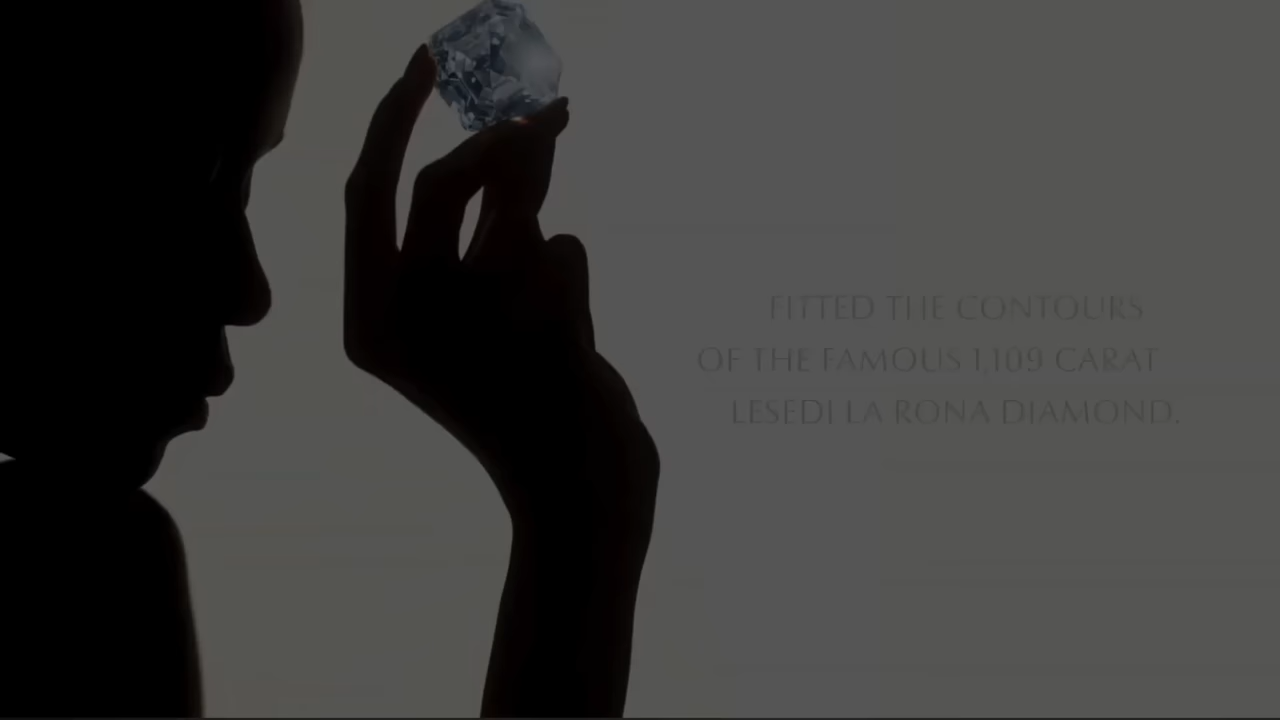 FITTED THE CONTOURS
OF THE FAMOUS 1,109 CARAT
LESEDI LA RONA DIAMOND.